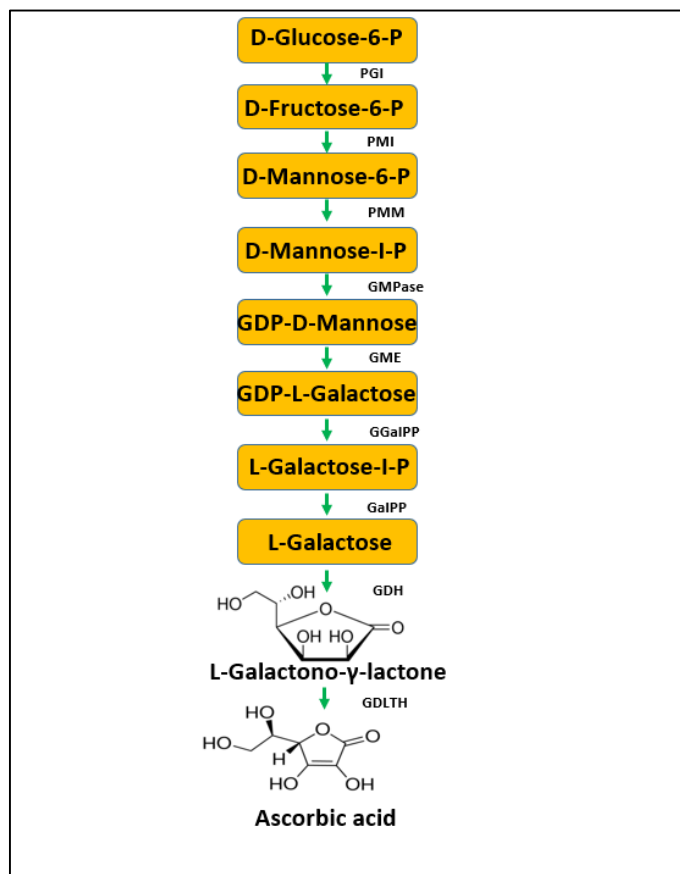 D-Glucose-6-P
PGI
D-Fructose-6-P
PMI
D-Mannose-6-P
PMM
D-Mannose-I-P
GMPase
GDP-D-Mannose
GME
GDP-L-Galactose
GGalPP
L-Galactose-I-P
GalPP
L-Galactose
GDH
OH
HO
O
OH HO
O
L-Galactono-γ-lactone
GDLTH
HO
O
O
HO
H
HO
OH
Ascorbic acid